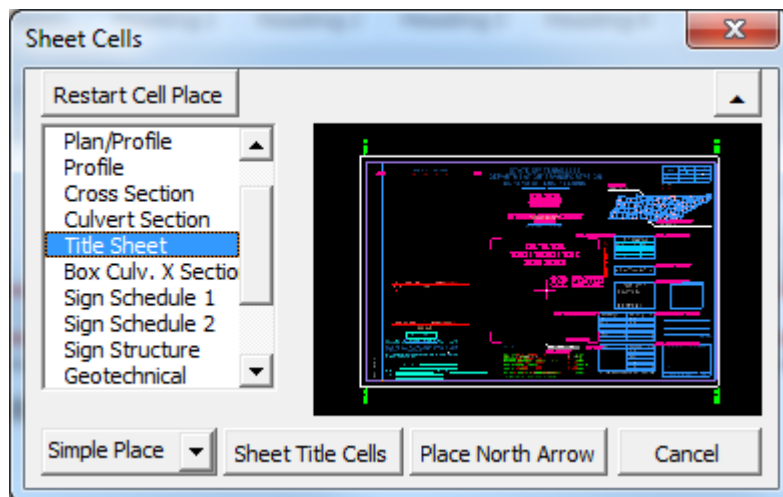 Sheet Cells
Restart Cell Place
Plan/Profile
Profile
Cross Section
Culvert Section
Title Sheet
Box Culv. X Sectio
Sign Schedule 1
Sign Schedule 2
Sign Structure
Geotechnical
Simple Place
Sheet Title Cells
Place North Arrow
Cancel